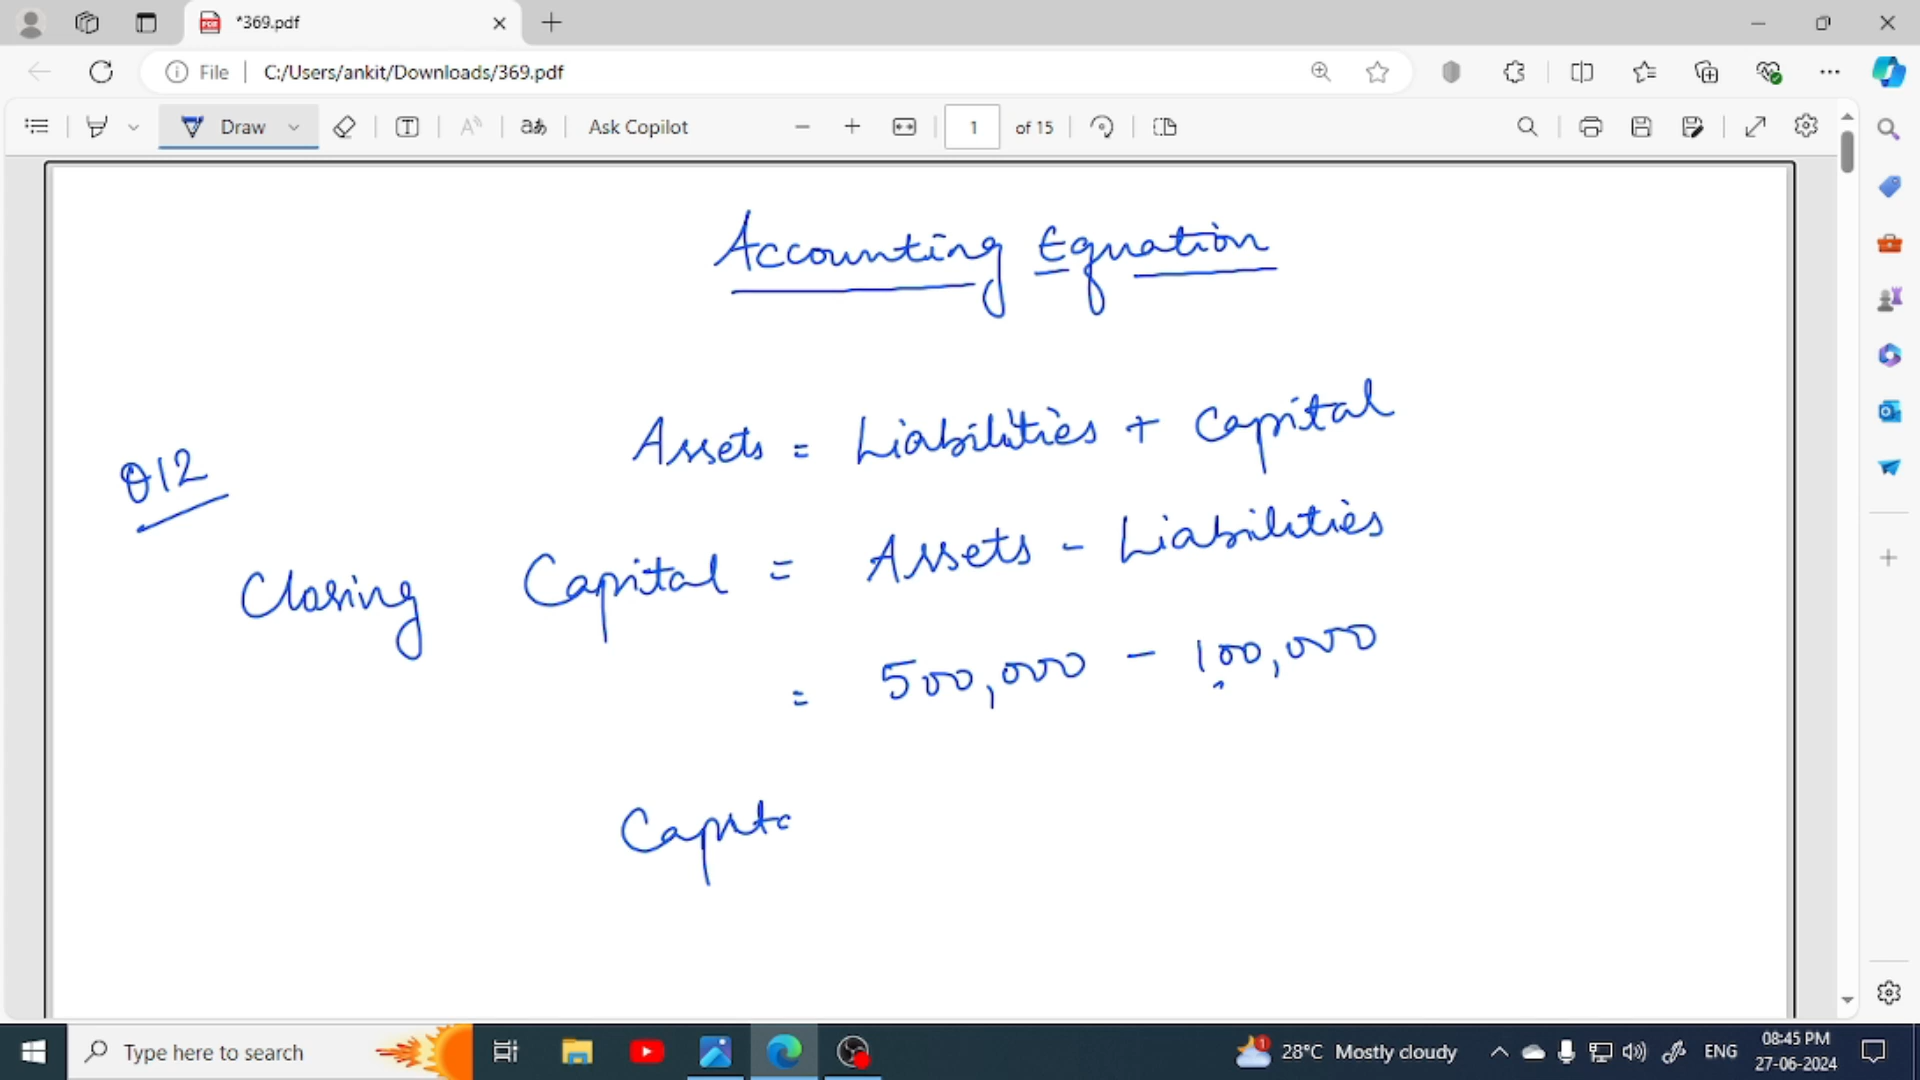 *369.pdf
File C:/Users/ankit/Downloads/369.pdf
Draw Ask Copilot 1 of 15
Accounting Equation
Assets = Liabilities + Capital
Q12
Closing Capital = Assets - Liabilities
= 500,000 - 100,000
Capita
Type here to search
1 28°C Mostly cloudy
ENG
08:45 PM
27-06-2024